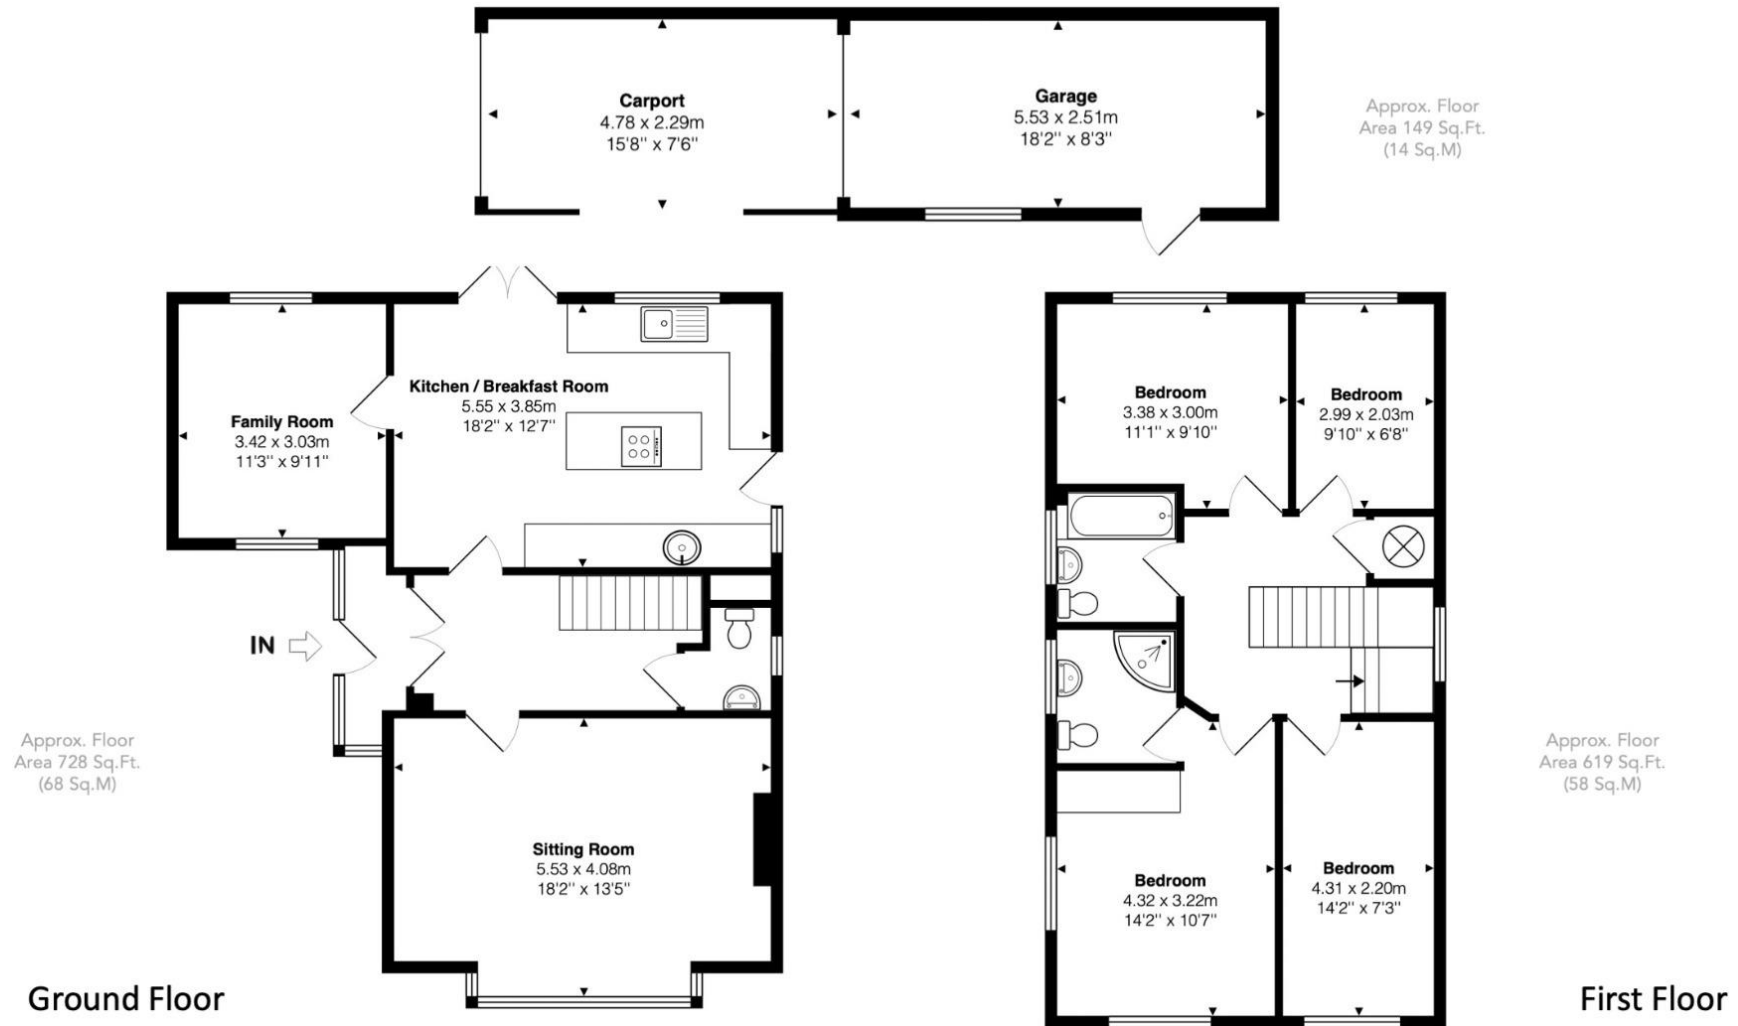 Carport
4.78 x 2.29m
15'8'' x 7'6''
Garage
5.53 x 2.51m
18'2'' x 8'3''
Approx. Floor
Area 149 Sq.Ft.
(14 Sq.M)
Kitchen / Breakfast Room
5.55 x 3.85m
18'2'' x 12'7''
Family Room
3.42 x 3.03m
11'3'' x 9'11''
IN
Sitting Room
5.53 x 4.08m
18'2'' x 13'5''
Approx. Floor
Area 728 Sq.Ft.
(68 Sq.M)
Ground Floor
Bedroom
3.38 x 3.00m
11'1'' x 9'10''
Bedroom
2.99 x 2.03m
9'10'' x 6'8''
Bedroom
4.32 x 3.22m
14'2'' x 10'7''
Bedroom
4.31 x 2.20m
14'2'' x 7'3''
Approx. Floor
Area 619 Sq.Ft.
(58 Sq.M)
First Floor